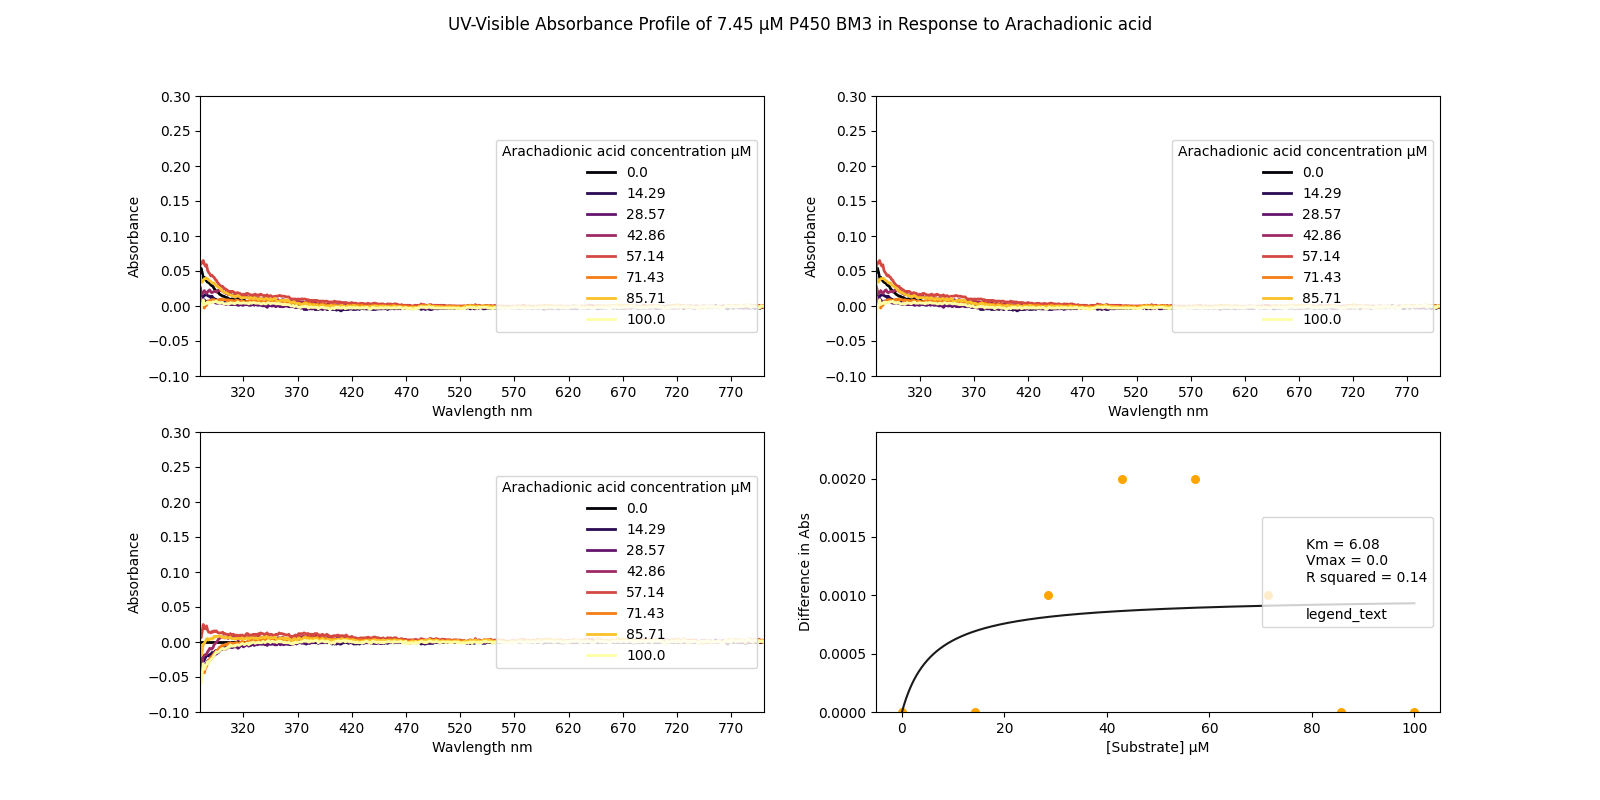 UV-Visible Absorbance Profile of 7.45 µM P450 BM3 in Response to Arachadionic acid
0.30
0.25
0.20
0.15
0.10
0.05
0.00
−0.05
−0.10
Absorbance
320 370 420 470 520 570 620 670 720 770
Wavlength nm
Arachadionic acid concentration µM
0.0
14.29
28.57
42.86
57.14
71.43
85.71
100.0
0.30
0.25
0.20
0.15
0.10
0.05
0.00
−0.05
−0.10
Absorbance
320 370 420 470 520 570 620 670 720 770
Wavlength nm
Arachadionic acid concentration µM
0.0
14.29
28.57
42.86
57.14
71.43
85.71
100.0
0.30
0.25
0.20
0.15
0.10
0.05
0.00
−0.05
−0.10
Absorbance
320 370 420 470 520 570 620 670 720 770
Wavlength nm
Arachadionic acid concentration µM
0.0
14.29
28.57
42.86
57.14
71.43
85.71
100.0
0.0020
0.0015
0.0010
0.0005
0.0000
Difference in Abs
0 20 40 60 80 100
[Substrate] µM
Km = 6.08
Vmax = 0.0
R squared = 0.14
legend_text